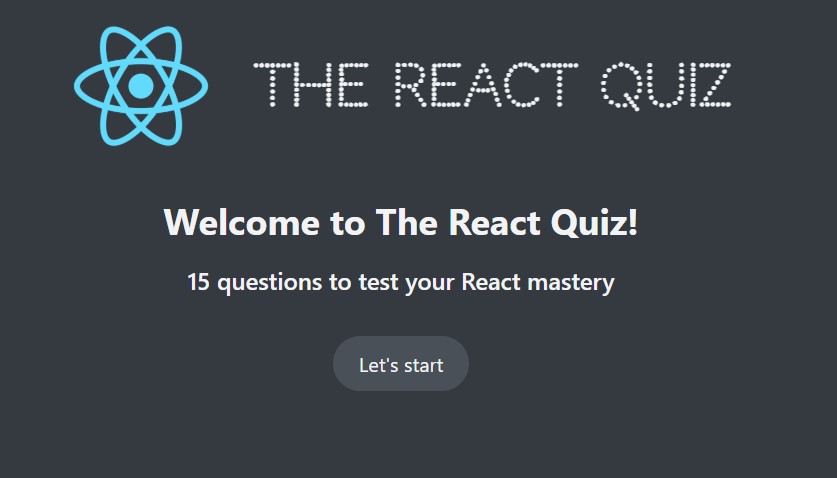 THE REACT QUIZ
Welcome to The React Quiz!
15 questions to test your React mastery
Let's start